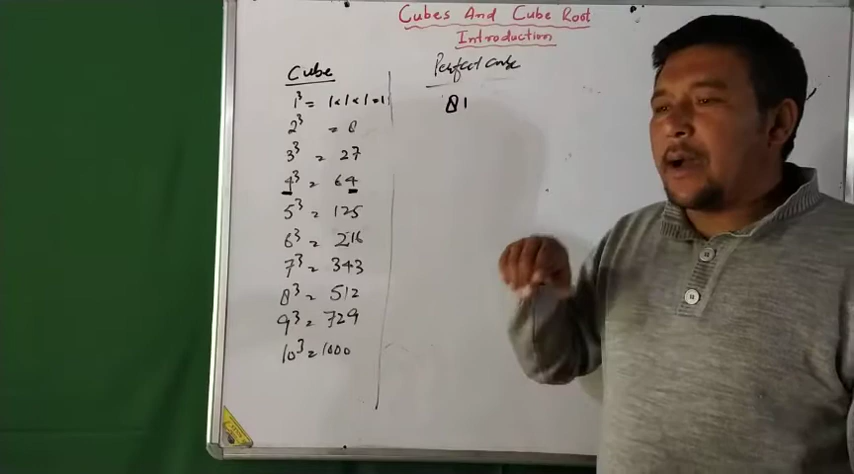 Cubes And Cube Root
Introduction
Cube
1³ = 1×1×1=1
2³ = 8
3³ = 27
4³ = 64
5³ = 125
6³ = 216
7³ = 343
8³ = 512
9³ = 729
10³ = 1000
Perfect cube
81